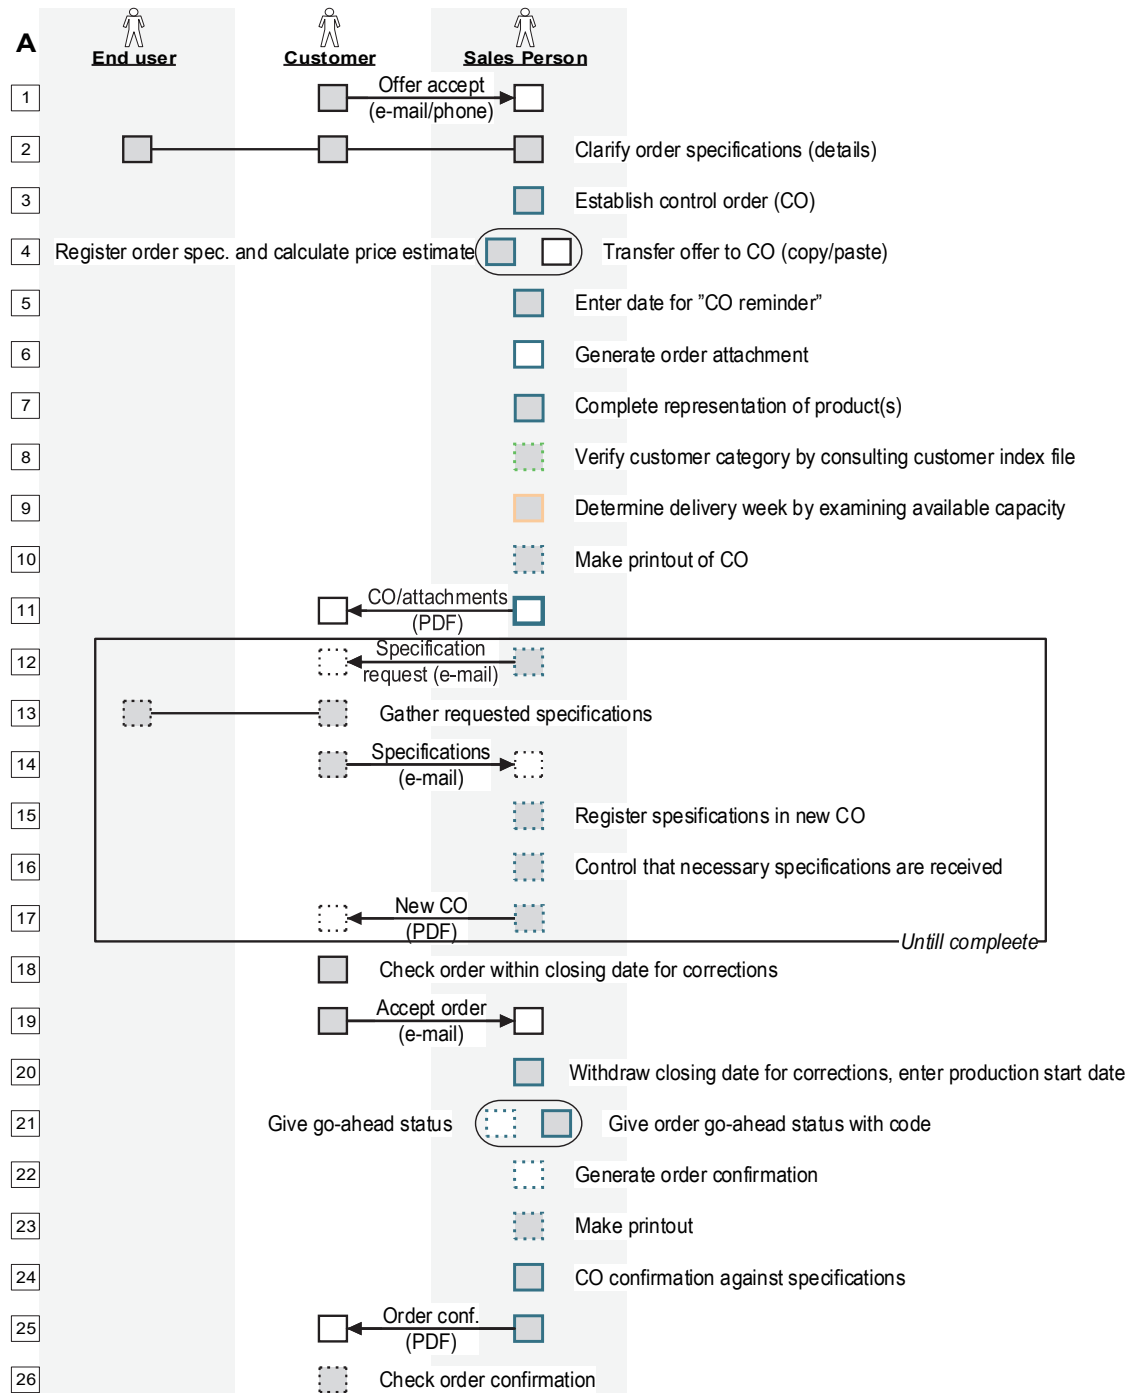 A
End user Customer Sales Person
1 Offer accept
(e-mail/phone)
2 Clarify order specifications (details)
3 Establish control order (CO)
4 Register order spec. and calculate price estimate Transfer offer to CO (copy/paste)
5 Enter date for ”CO reminder”
6 Generate order attachment
7 Complete representation of product(s)
8 Verify customer category by consulting customer index file
9 Determine delivery week by examining available capacity
10 Make printout of CO
11 CO/attachments
(PDF)
12 Specification
request (e-mail)
13 Gather requested specifications
14 Specifications
(e-mail)
15 Register spesifications in new CO
16 Control that necessary specifications are received
17 New CO
(PDF)
Untill compleete
18 Check order within closing date for corrections
19 Accept order
(e-mail)
20 Withdraw closing date for corrections, enter production start date
21 Give go-ahead status Give order go-ahead status with code
22 Generate order confirmation
23 Make printout
24 CO confirmation against specifications
25 Order conf.
(PDF)
26 Check order confirmation